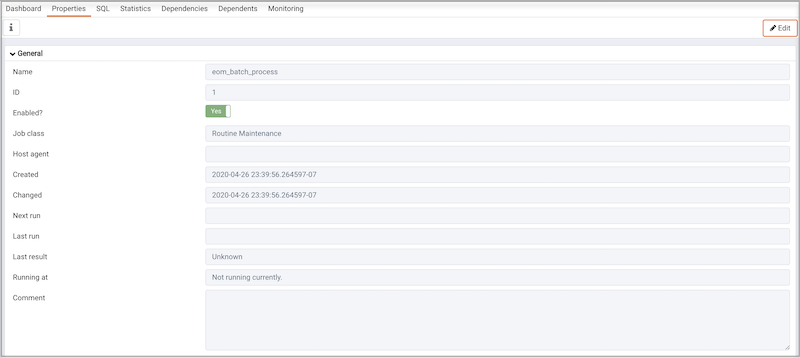 Dashboard Properties SQL Statistics Dependencies Dependents Monitoring
i Edit
General
Name eom_batch_process
ID 1
Enabled? Yes
Job class Routine Maintenance
Host agent
Created 2020-04-26 23:39:56.264597-07
Changed 2020-04-26 23:39:56.264597-07
Next run
Last run
Last result Unknown
Running at Not running currently.
Comment